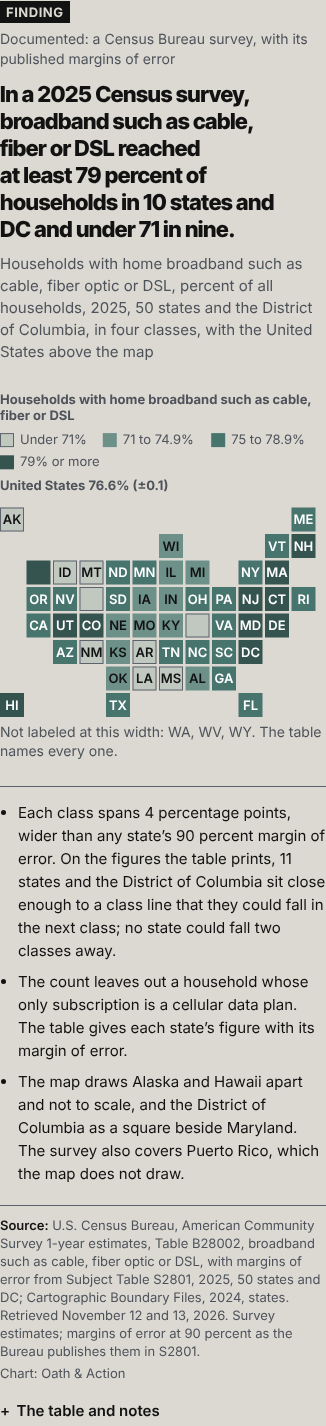 FINDING
Documented: a Census Bureau survey, with its
published margins of error
In a 2025 Census survey,
broadband such as cable,
fiber or DSL reached
at least 79 percent of
households in 10 states and
DC and under 71 in nine.
Households with home broadband such as
cable, fiber optic or DSL, percent of all
households, 2025, 50 states and the District
of Columbia, in four classes, with the United
States above the map
Households with home broadband such as cable,
fiber or DSL
Under 71% 71 to 74.9% 75 to 78.9%
79% or more
United States 76.6% (±0.1)
AK ME
WI VT NH
ID MT ND MN IL MI NY MA
OR NV SD IA IN OH PA NJ CT RI
CA UT CO NE MO KY VA MD DE
AZ NM KS AR TN NC SC DC
OK LA MS AL GA
HI TX FL
Not labeled at this width: WA, WV, WY. The table
names every one.
• Each class spans 4 percentage points,
wider than any state’s 90 percent margin of
error. On the figures the table prints, 11
states and the District of Columbia sit close
enough to a class line that they could fall in
the next class; no state could fall two
classes away.
• The count leaves out a household whose
only subscription is a cellular data plan.
The table gives each state’s figure with its
margin of error.
• The map draws Alaska and Hawaii apart
and not to scale, and the District of
Columbia as a square beside Maryland.
The survey also covers Puerto Rico, which
the map does not draw.
Source: U.S. Census Bureau, American Community
Survey 1-year estimates, Table B28002, broadband
such as cable, fiber optic or DSL, with margins of
error from Subject Table S2801, 2025, 50 states and
DC; Cartographic Boundary Files, 2024, states.
Retrieved November 12 and 13, 2026. Survey
estimates; margins of error at 90 percent as the
Bureau publishes them in S2801.
Chart: Oath & Action
+ The table and notes